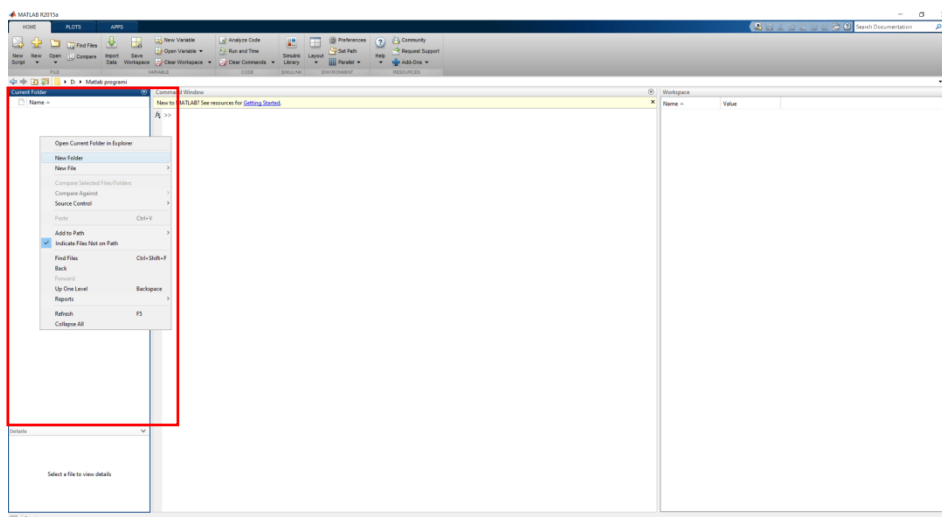 MATLAB R2015a
HOME PLOTS APPS
Search Documentation
New Script
New
Open
Find Files
Compare
Import Data
Save Workspace
New Variable
Open Variable
Clear Workspace
Analyze Code
Run and Time
Clear Commands
Simulink Library
Layout
Preferences
Set Path
Parallel
Help
Community
Request Support
Add-Ons
FILE VARIABLE CODE SIMULINK ENVIRONMENT RESOURCES
D: Matlab programi
Current Folder
Name
Open Current Folder in Explorer
New Folder
New File
Compare Selected Files/Folders
Compare Against
Source Control
Paste Ctrl+V
Add to Path
Indicate Files Not on Path
Find Files Ctrl+Shift+F
Back
Forward
Up One Level Backspace
Reports
Refresh F5
Collapse All
Details
Select a file to view details
Command Window
New to MATLAB? See resources for Getting Started.
fx >>
Workspace
Name Value